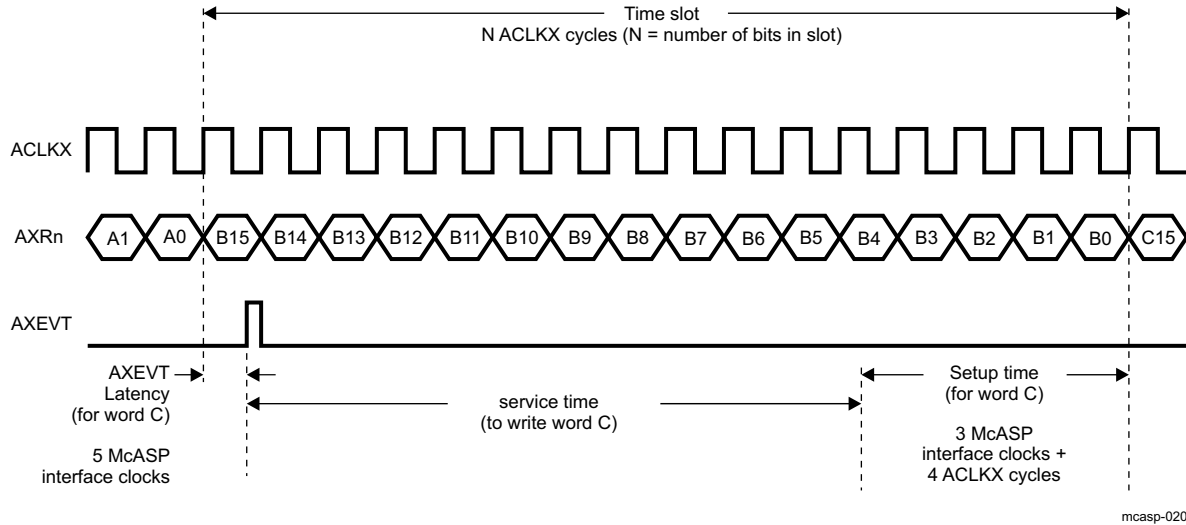 Time slot
N ACLKX cycles (N = number of bits in slot)
ACLKX
AXRn
A1 A0 B15 B14 B13 B12 B11 B10 B9 B8 B7 B6 B5 B4 B3 B2 B1 B0 C15
AXEVT
AXEVT
Latency
(for word C)
5 McASP
interface clocks
service time
(to write word C)
Setup time
(for word C)
3 McASP
interface clocks +
4 ACLKX cycles
mcasp-020